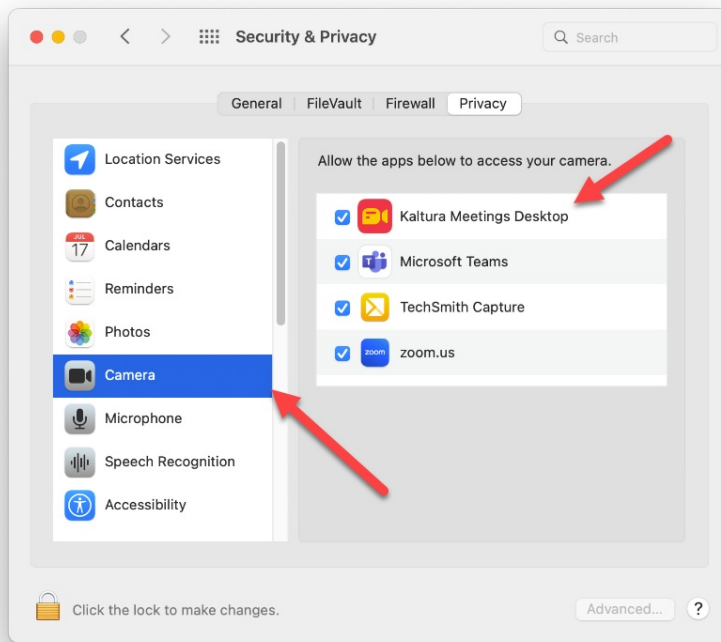 Security & Privacy
Search
General FileVault Firewall Privacy
Location Services
Contacts
JUL
17
Calendars
Reminders
Photos
Camera
Microphone
Speech Recognition
Accessibility
Allow the apps below to access your camera.
Kaltura Meetings Desktop
Microsoft Teams
TechSmith Capture
zoom
zoom.us
Click the lock to make changes.
Advanced... ?